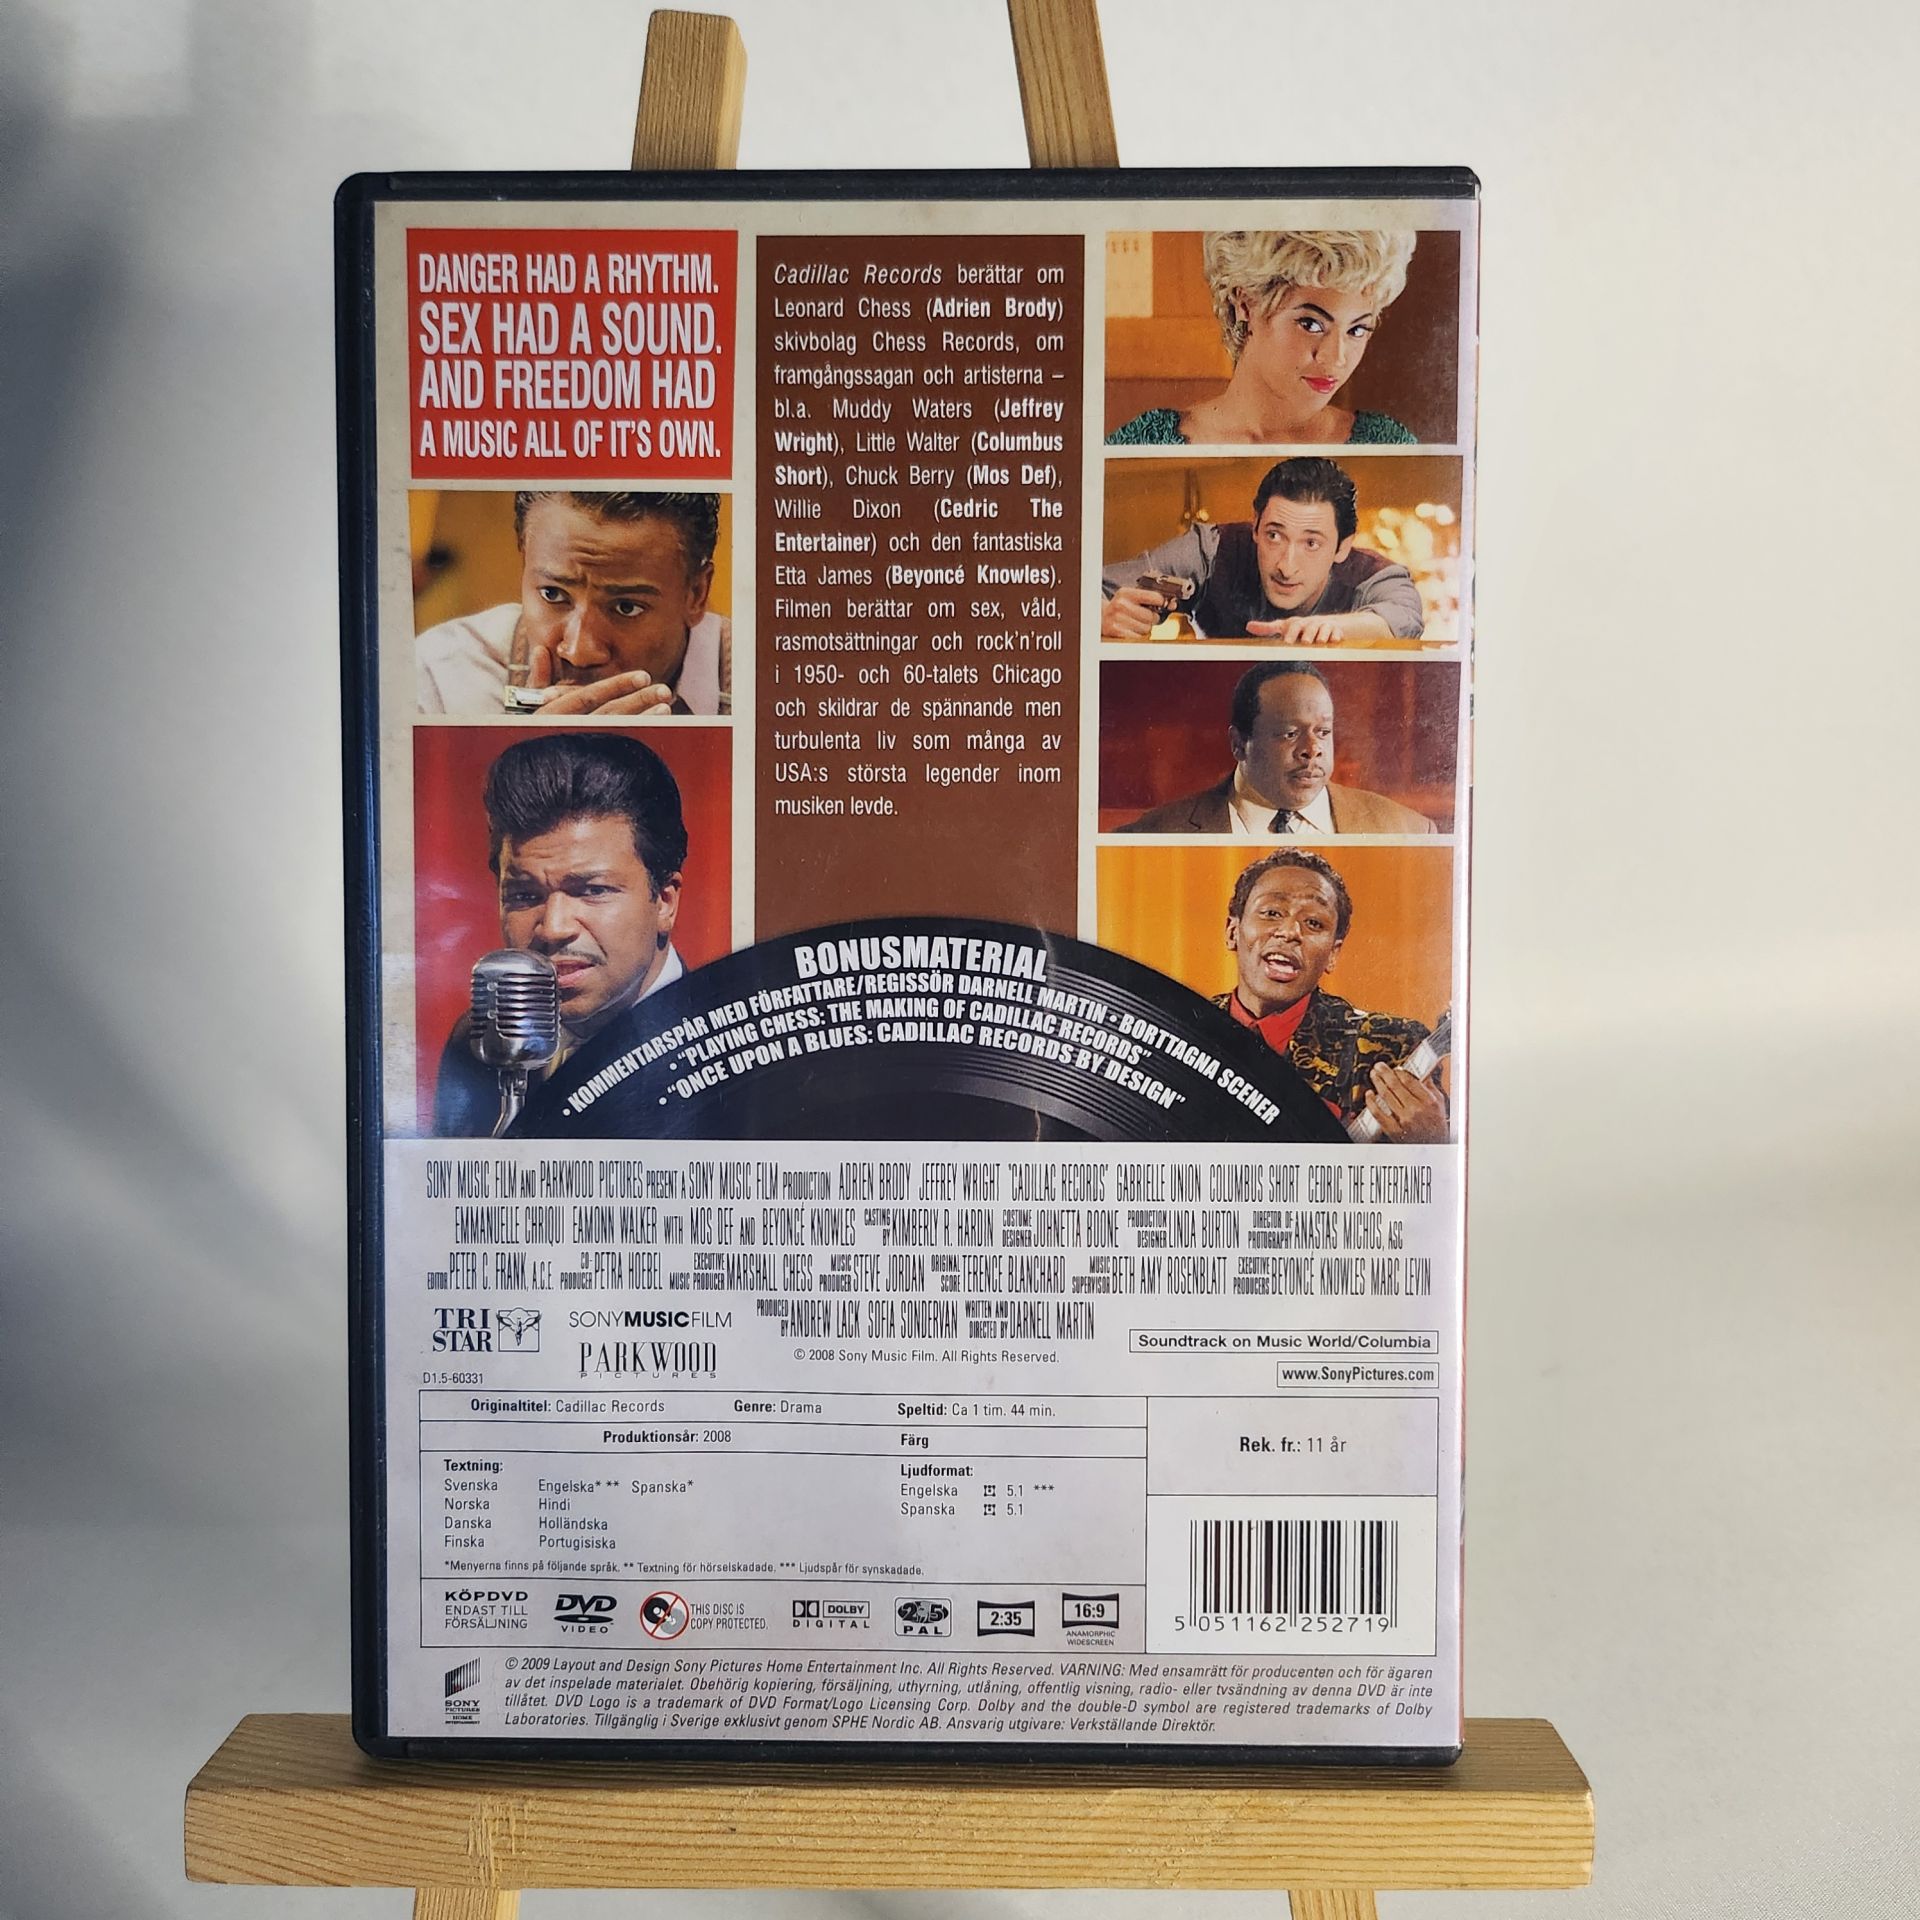 DANGER HAD A RHYTHM.
SEX HAD A SOUND.
AND FREEDOM HAD
A MUSIC ALL OF IT'S OWN.
Cadillac Records berättar om
Leonard Chess (Adrien Brody)
skivbolag Chess Records, om
framgångssagan och artisterna –
bl.a. Muddy Waters (Jeffrey
Wright), Little Walter (Columbus
Short), Chuck Berry (Mos Def),
Willie Dixon (Cedric The
Entertainer) och den fantastiska
Etta James (Beyoncé Knowles).
Filmen berättar om sex, våld,
rasmotsättningar och rock'n'roll
i 1950- och 60-talets Chicago
och skildrar de spännande men
turbulenta liv som många av
USA:s största legender inom
musiken levde.
BONUSMATERIAL
• KOMMENTARSPÅR MED FÖRFATTARE/REGISSÖR DARNELL MARTIN • BORTTAGNA SCENER
• "PLAYING CHESS: THE MAKING OF CADILLAC RECORDS"
• "ONCE UPON A BLUES: CADILLAC RECORDS BY DESIGN"
SONY MUSIC FILM AND PARKWOOD PICTURES PRESENT A SONY MUSIC FILM PRODUCTION ADRIEN BRODY JEFFREY WRIGHT "CADILLAC RECORDS" GABRIELLE UNION COLUMBUS SHORT CEDRIC THE ENTERTAINER
EMMANUELLE CHRIQUI EAMONN WALKER WITH MOS DEF AND BEYONCÉ KNOWLES CASTING BY KIMBERLY R. HARDIN COSTUME DESIGNER JOHNETTA BOONE PRODUCTION DESIGNER LINDA BURTON DIRECTOR OF PHOTOGRAPHY ANASTAS MICHOS, ASC
EDITOR PETER C. FRANK, A.C.E. CO-PRODUCER PETRA HOEBEL EXECUTIVE MUSIC PRODUCER MARSHALL CHESS MUSIC PRODUCER STEVE JORDAN ORIGINAL SCORE TERENCE BLANCHARD MUSIC SUPERVISOR BETH AMY ROSENBLATT EXECUTIVE PRODUCERS BEYONCÉ KNOWLES MARC LEVIN
PRODUCED BY ANDREW LACK SOFIA SONDERVAN WRITTEN AND DIRECTED BY DARNELL MARTIN
TRI STAR
SONYMUSICFILM
PARKWOOD
PICTURES
© 2008 Sony Music Film. All Rights Reserved.
Soundtrack on Music World/Columbia
www.SonyPictures.com
D1.5-60331
Originaltitel: Cadillac Records Genre: Drama Speltid: Ca 1 tim. 44 min.
Produktionsår: 2008 Färg
Rek. fr.: 11 år
Textning:
Svenska Engelska* ** Spanska*
Norska Hindi
Danska Holländska
Finska Portugisiska
Ljudformat:
Engelska 5.1 ***
Spanska 5.1
*Menyerna finns på följande språk. ** Textning för hörselskadade. *** Ljudspår för synskadade.
KÖPDVD
ENDAST TILL
FÖRSÄLJNING
DVD
VIDEO
THIS DISC IS
COPY PROTECTED.
DOLBY
DIGITAL
2 5
PAL
2:35
16:9
ANAMORPHIC
WIDESCREEN
5 051162 252719
SONY
PICTURES
HOME
ENTERTAINMENT
© 2009 Layout and Design Sony Pictures Home Entertainment Inc. All Rights Reserved. VARNING: Med ensamrätt för producenten och för ägaren
av det inspelade materialet. Obehörig kopiering, försäljning, uthyrning, utlåning, offentlig visning, radio- eller tvsändning av denna DVD är inte
tillåtet. DVD Logo is a trademark of DVD Format/Logo Licensing Corp. Dolby and the double-D symbol are registered trademarks of Dolby
Laboratories. Tillgänglig i Sverige exklusivt genom SPHE Nordic AB. Ansvarig utgivare: Verkställande Direktör.